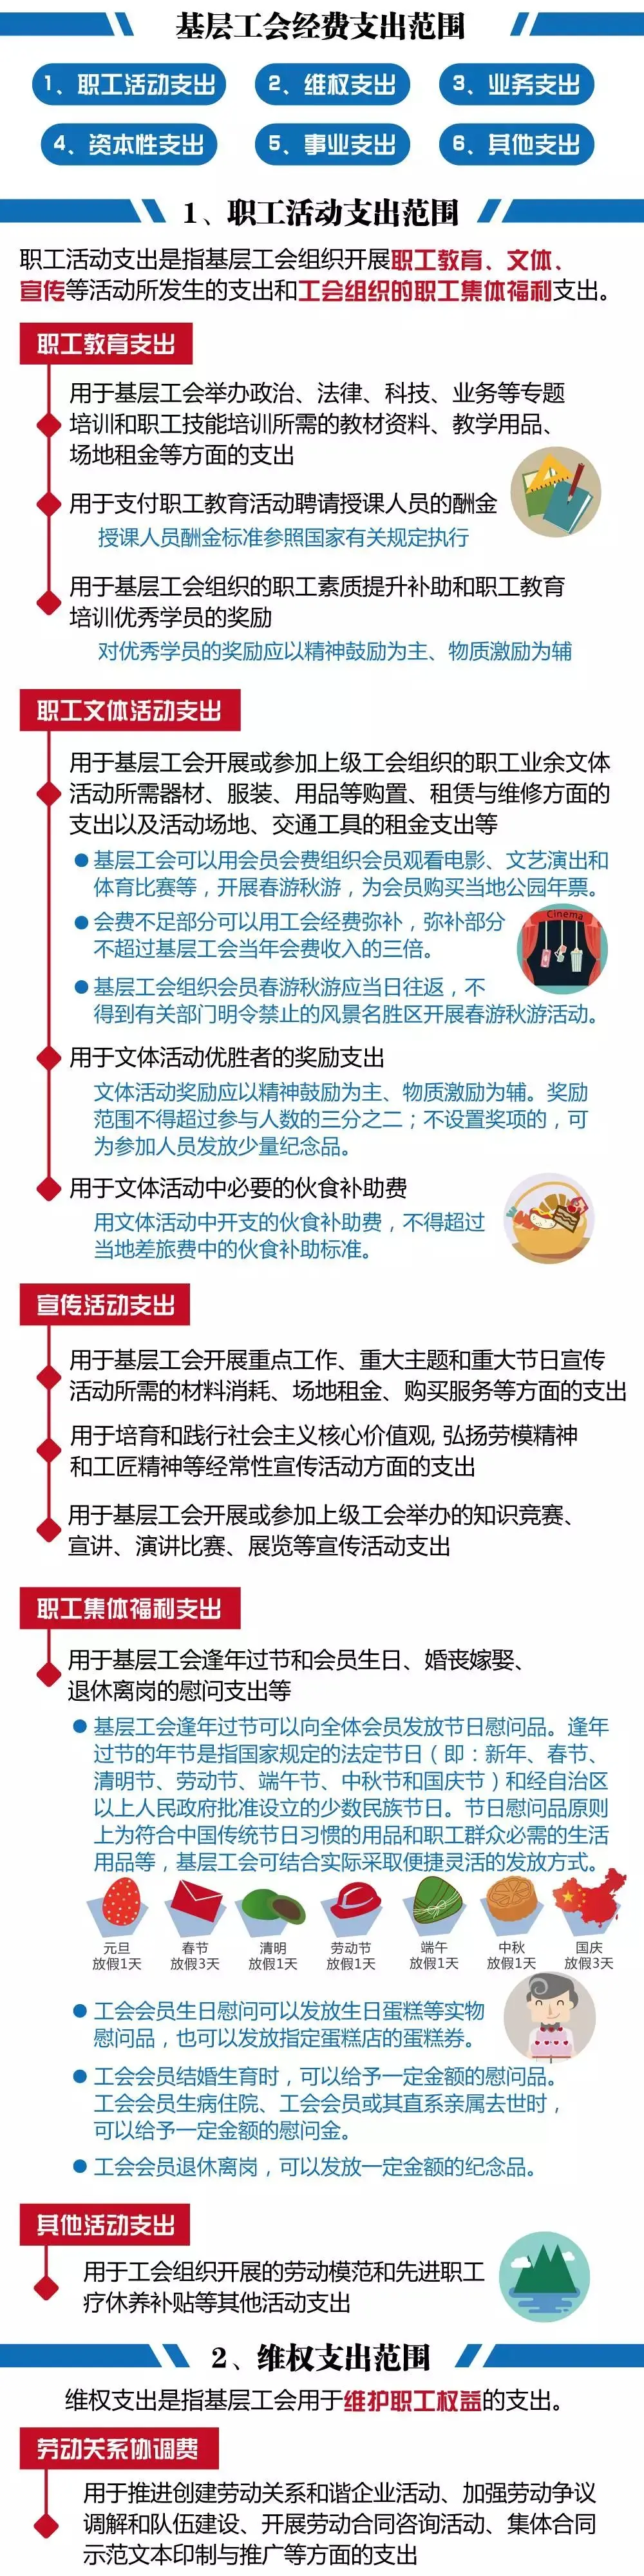 基层工会经费支出范围
1、职工活动支出
2、维权支出
3、业务支出
4、资本性支出
5、事业支出
6、其他支出
1、职工活动支出范围
职工活动支出是指基层工会组织开展职工教育、文体、
宣传等活动所发生的支出和工会组织的职工集体福利支出。
职工教育支出
用于基层工会举办政治、法律、科技、业务等专题
培训和职工技能培训所需的教材资料、教学用品、
场地租金等方面的支出
用于支付职工教育活动聘请授课人员的酬金
授课人员酬金标准参照国家有关规定执行
用于基层工会组织的职工素质提升补助和职工教育
培训优秀学员的奖励
对优秀学员的奖励应以精神鼓励为主、物质激励为辅
职工文体活动支出
用于基层工会开展或参加上级工会组织的职工业余文体
活动所需器材、服装、用品等购置、租赁与维修方面的
支出以及活动场地、交通工具的租金支出等
基层工会可以用会员会费组织会员观看电影、文艺演出和
体育比赛等，开展春游秋游，为会员购买当地公园年票。
会费不足部分可以用工会经费弥补，弥补部分
不超过基层工会当年会费收入的三倍。
Cinema
基层工会组织会员春游秋游应当日往返，不
得到有关部门明令禁止的风景名胜区开展春游秋游活动。
用于文体活动优胜者的奖励支出
文体活动奖励应以精神鼓励为主、物质激励为辅。奖励
范围不得超过参与人数的三分之二；不设置奖项的，可
为参加人员发放少量纪念品。
用于文体活动中必要的伙食补助费
用文体活动中开支的伙食补助费，不得超过
当地差旅费中的伙食补助标准。
宣传活动支出
用于基层工会开展重点工作、重大主题和重大节日宣传
活动所需的材料消耗、场地租金、购买服务等方面的支出
用于培育和践行社会主义核心价值观, 弘扬劳模精神
和工匠精神等经常性宣传活动方面的支出
用于基层工会开展或参加上级工会举办的知识竞赛、
宣讲、演讲比赛、展览等宣传活动支出
职工集体福利支出
用于基层工会逢年过节和会员生日、婚丧嫁娶、
退休离岗的慰问支出等
基层工会逢年过节可以向全体会员发放节日慰问品。逢年
过节的年节是指国家规定的法定节日（即：新年、春节、
清明节、劳动节、端午节、中秋节和国庆节）和经自治区
以上人民政府批准设立的少数民族节日。节日慰问品原则
上为符合中国传统节日习惯的用品和职工群众必需的生活
用品等，基层工会可结合实际采取便捷灵活的发放方式。
元旦 春节 清明 劳动节 端午 中秋 国庆
放假1天 放假3天 放假1天 放假1天 放假1天 放假1天 放假3天
工会会员生日慰问可以发放生日蛋糕等实物
慰问品，也可以发放指定蛋糕店的蛋糕券。
工会会员结婚生育时，可以给予一定金额的慰问品。
工会会员生病住院、工会会员或其直系亲属去世时，
可以给予一定金额的慰问金。
工会会员退休离岗，可以发放一定金额的纪念品。
其他活动支出
用于工会组织开展的劳动模范和先进职工
疗休养补贴等其他活动支出
2、维权支出范围
维权支出是指基层工会用于维护职工权益的支出。
劳动关系协调费
用于推进创建劳动关系和谐企业活动、加强劳动争议
调解和队伍建设、开展劳动合同咨询活动、集体合同
示范文本印制与推广等方面的支出